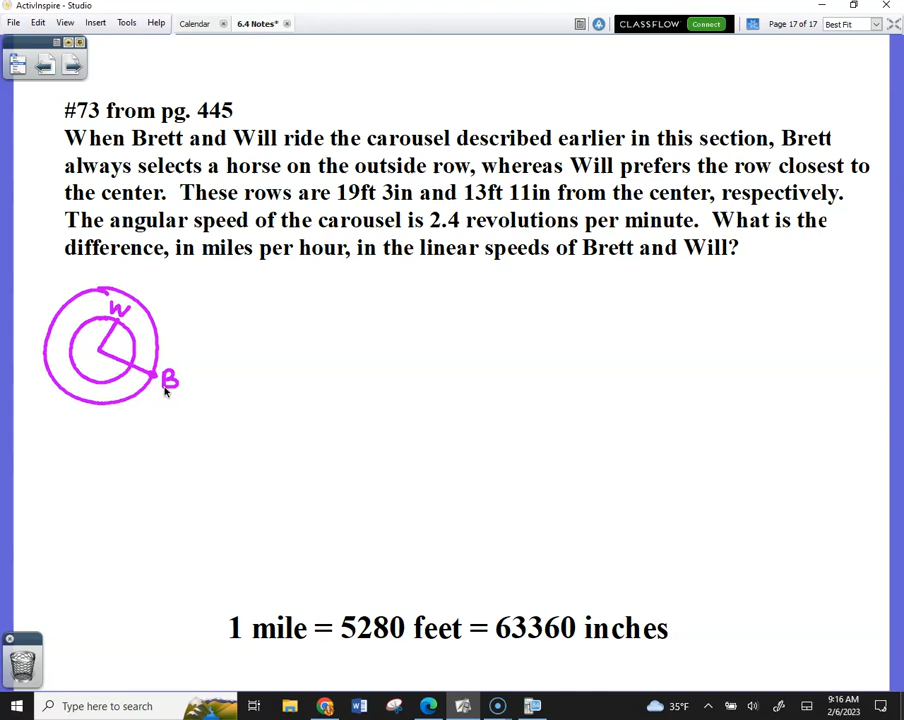 ActivInspire - Studio
File Edit View Insert Tools Help Calendar 6.4 Notes* CLASSFLOW Connect Page 17 of 17 Best Fit
#73 from pg. 445
When Brett and Will ride the carousel described earlier in this section, Brett
always selects a horse on the outside row, whereas Will prefers the row closest to
the center. These rows are 19ft 3in and 13ft 11in from the center, respectively.
The angular speed of the carousel is 2.4 revolutions per minute. What is the
difference, in miles per hour, in the linear speeds of Brett and Will?
W
B
1 mile = 5280 feet = 63360 inches
Type here to search 35°F 9:16 AM
2/6/2023